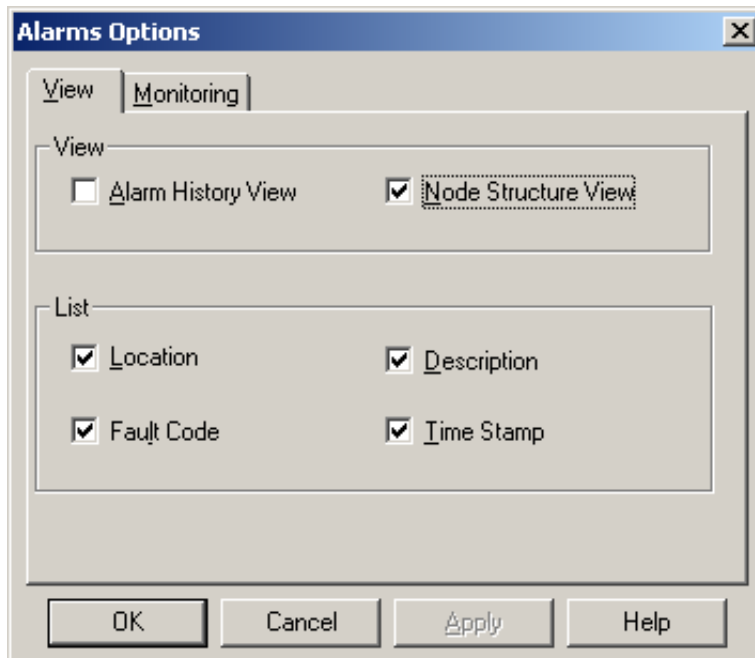 Alarms Options
View Monitoring
View
Alarm History View Node Structure View
List
Location Description
Fault Code Time Stamp
OK Cancel Apply Help